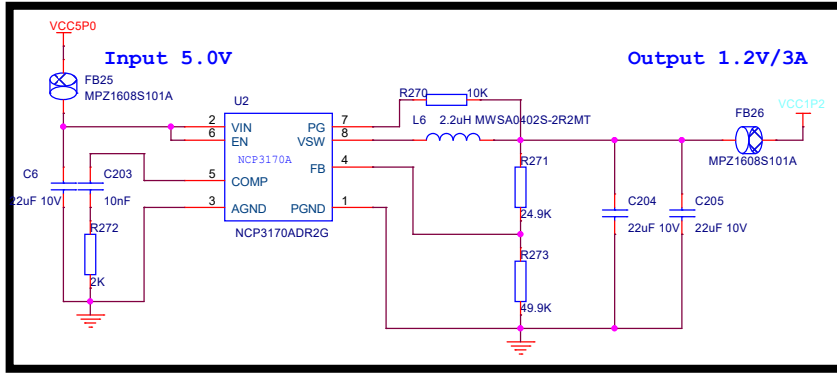 VCC5P0
Input 5.0V
Output 1.2V/3A
FB25
MPZ1608S101A
R270 10K
VCC1P2
U2
L6 2.2uH MWSA0402S-2R2MT
FB26
2 VIN PG 7
6 EN VSW 8
NCP3170A
MPZ1608S101A
FB 4
R271
C6 C203
5 COMP
22uF 10V 10nF
3 AGND PGND 1
24.9K
C204 C205
R272
NCP3170ADR2G
22uF 10V 22uF 10V
R273
2K
49.9K